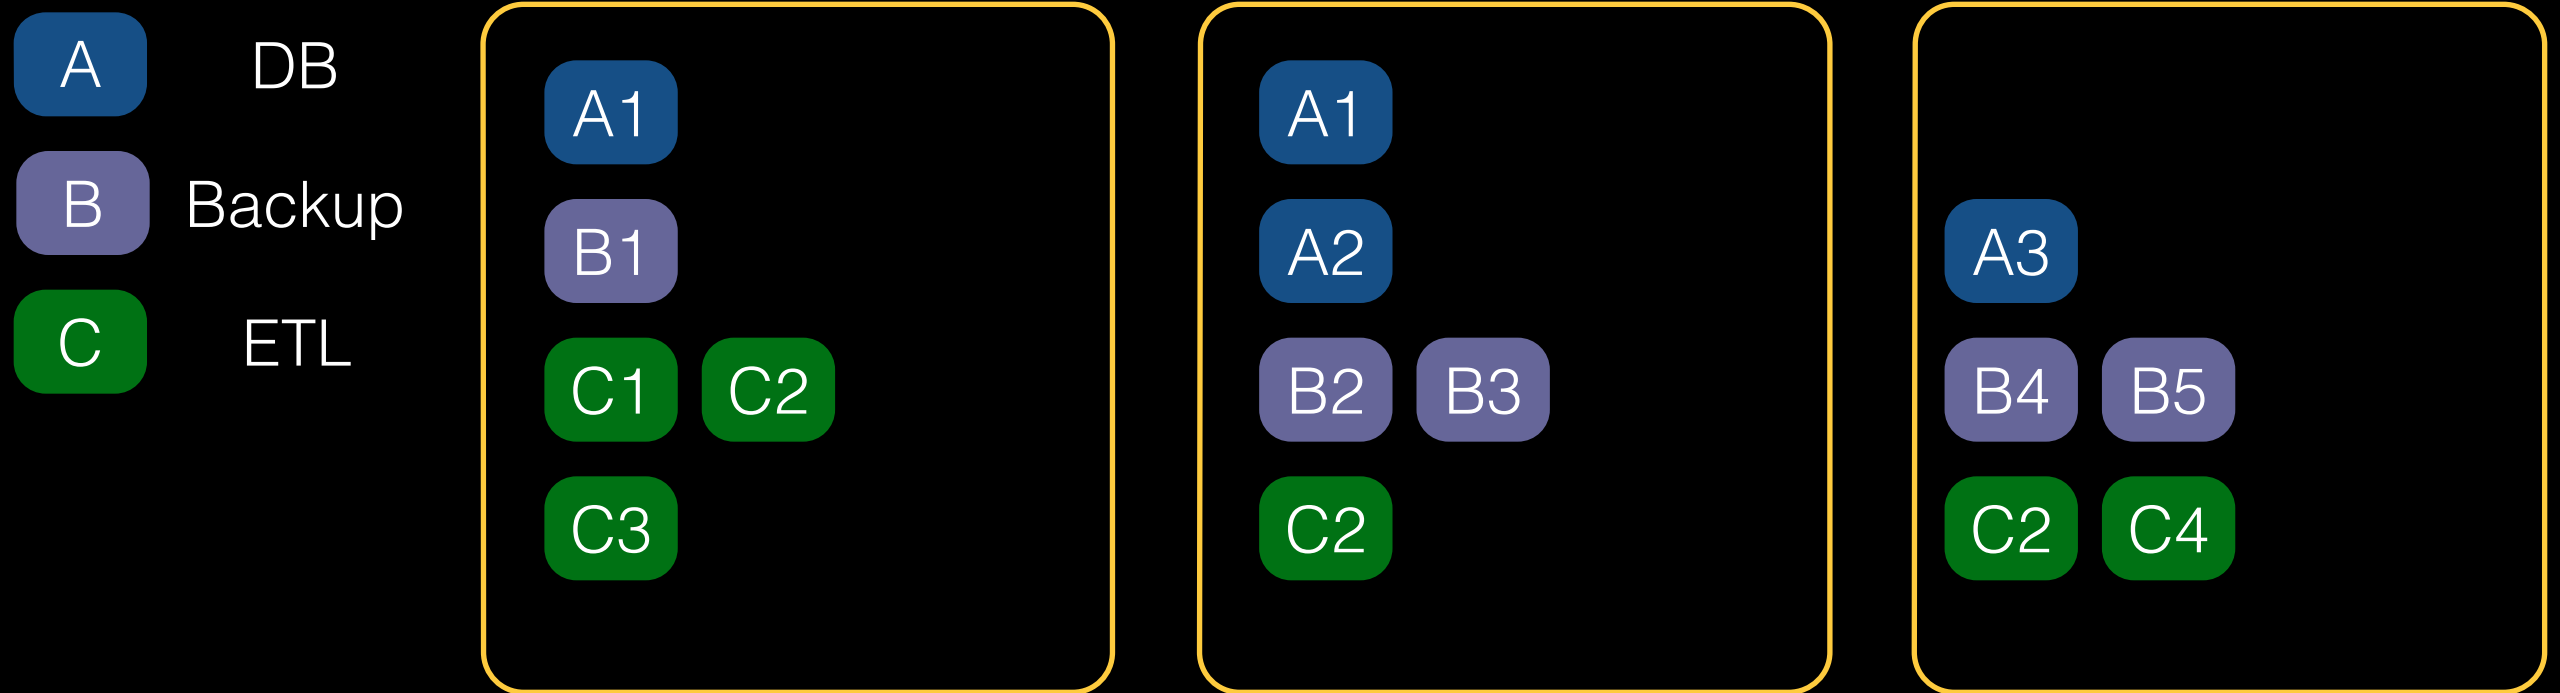 A DB
B Backup
C ETL
A1
B1
C1 C2
C3
A1
A2
B2 B3
C2
A3
B4 B5
C2 C4